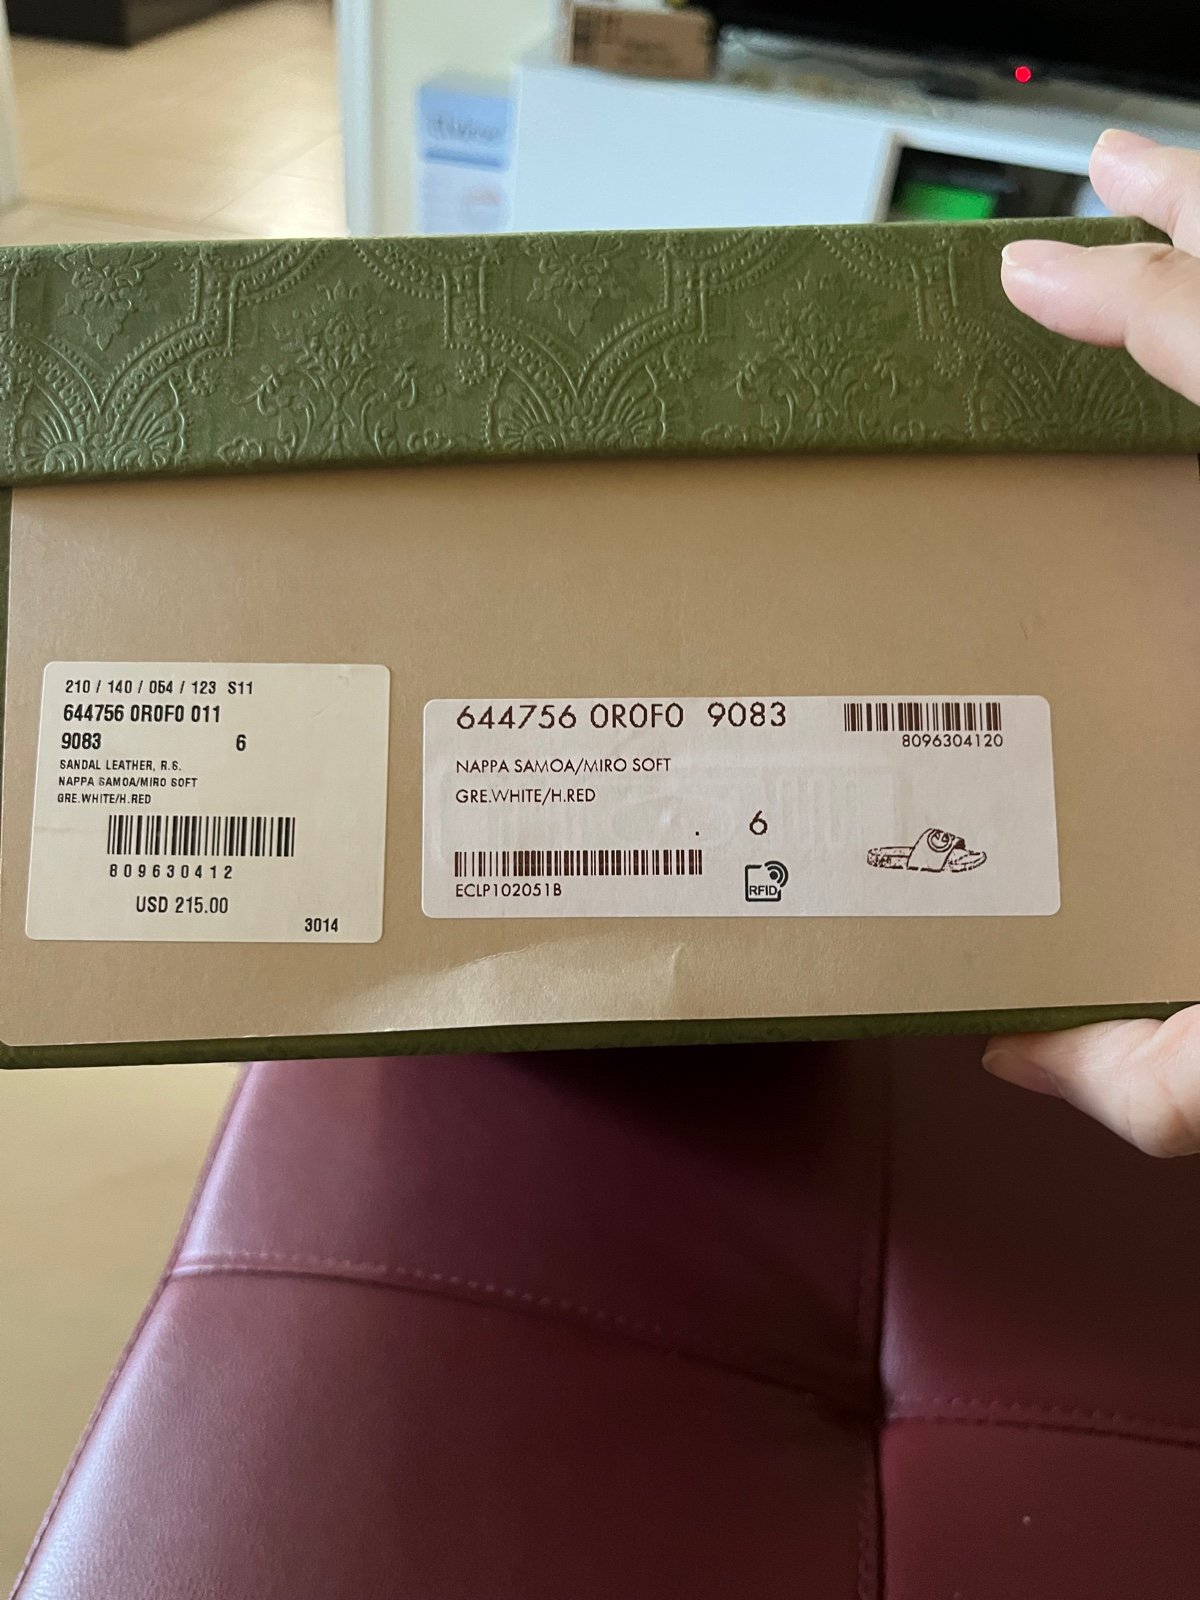 210 / 140 / 054 / 123 S11
644756 0R0F0 011
9083 6
SANDAL LEATHER, R.S.
NAPPA SAMOA/MIRO SOFT
GRE.WHITE/H.RED
809630412
USD 215.00
3014
644756 0R0F0 9083
8096304120
NAPPA SAMOA/MIRO SOFT
GRE.WHITE/H.RED
. 6
ECLP102051B
RFID